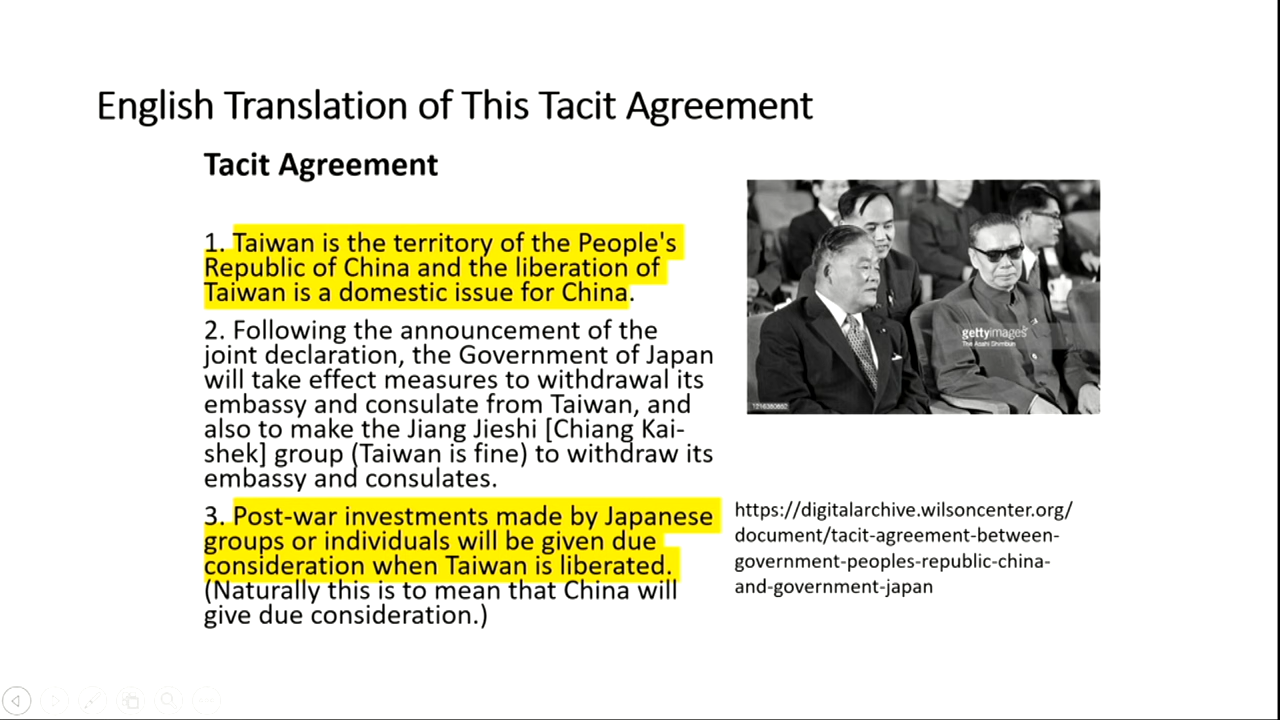 English Translation of This Tacit Agreement
Tacit Agreement
1. Taiwan is the territory of the People's
Republic of China and the liberation of
Taiwan is a domestic issue for China.
2. Following the announcement of the
joint declaration, the Government of Japan
will take effect measures to withdrawal its
embassy and consulate from Taiwan, and
also to make the Jiang Jieshi [Chiang Kai-
shek] group (Taiwan is fine) to withdraw its
embassy and consulates.
3. Post-war investments made by Japanese
groups or individuals will be given due
consideration when Taiwan is liberated.
(Naturally this is to mean that China will
give due consideration.)
gettyimages
The Asahi Shimbun
1216380882
https://digitalarchive.wilsoncenter.org/
document/tacit-agreement-between-
government-peoples-republic-china-
and-government-japan